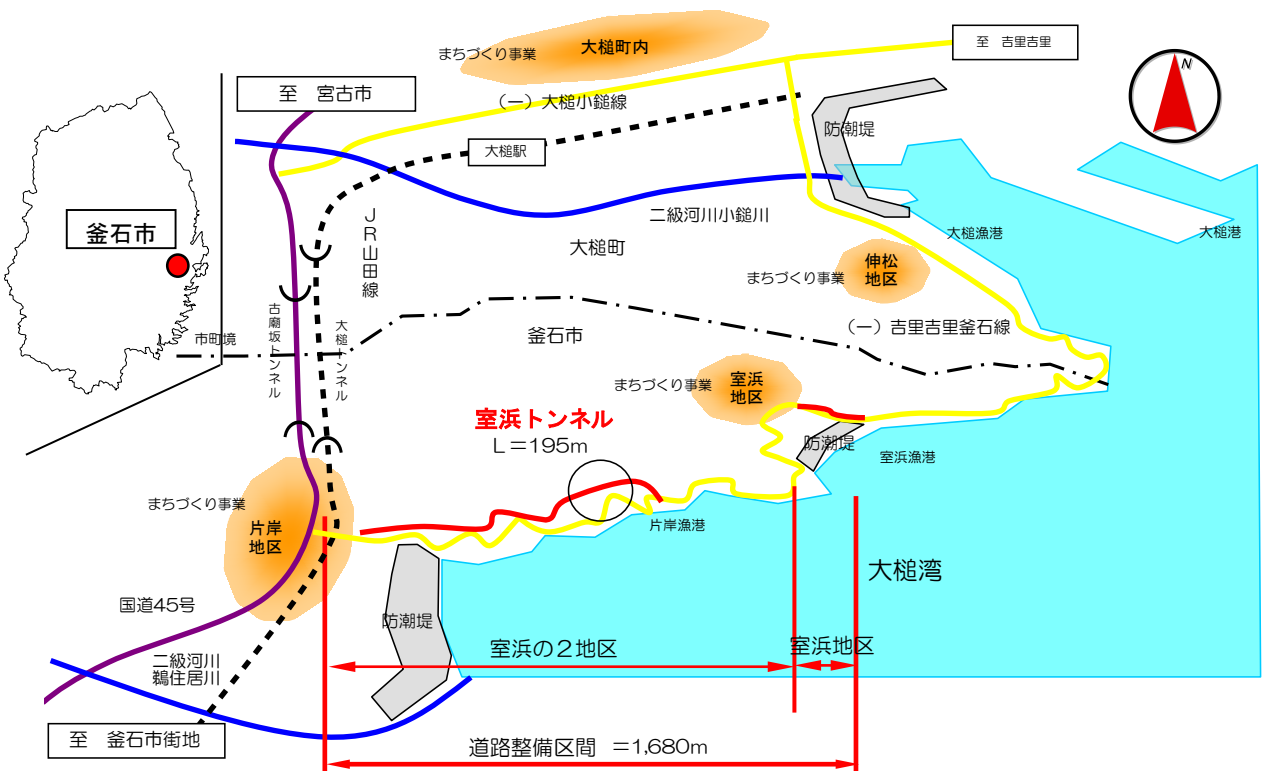 大槌町内
まちづくり事業
至 吉里吉里
N
至 宮古市
(一)大槌小鎚線
防潮堤
大槌駅
釜石市
JR山田線
二級河川小鎚川
大槌町
大槌漁港
大槌港
伸松
地区
まちづくり事業
古廟坂トンネル
大槌トンネル
市町境
釜石市
(一)吉里吉里釜石線
室浜
地区
まちづくり事業
室浜トンネル
L=195m
防潮堤
室浜漁港
まちづくり事業
片岸
地区
片岸漁港
大槌湾
国道45号
防潮堤
室浜の2地区
室浜地区
二級河川
鵜住居川
至 釜石市街地
道路整備区間 =1,680m